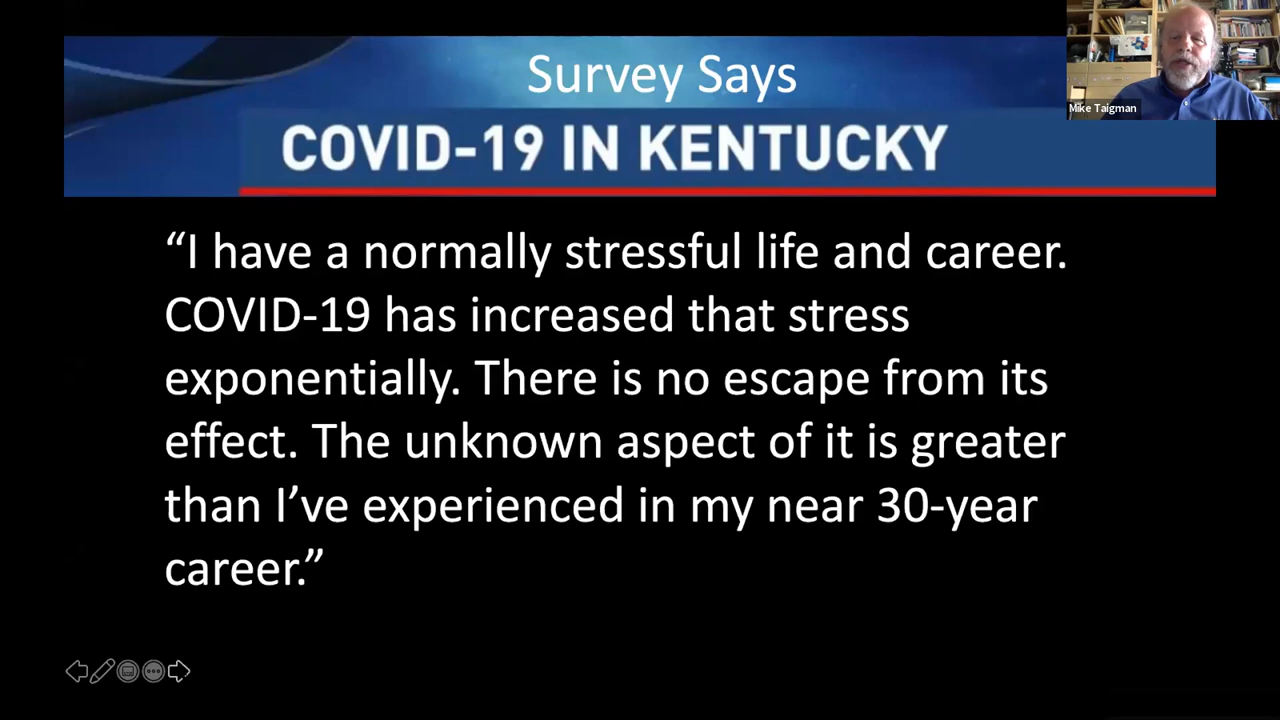 Survey Says
COVID-19 IN KENTUCKY
Mike Taigman
“I have a normally stressful life and career.
COVID-19 has increased that stress
exponentially. There is no escape from its
effect. The unknown aspect of it is greater
than I’ve experienced in my near 30-year
career.”